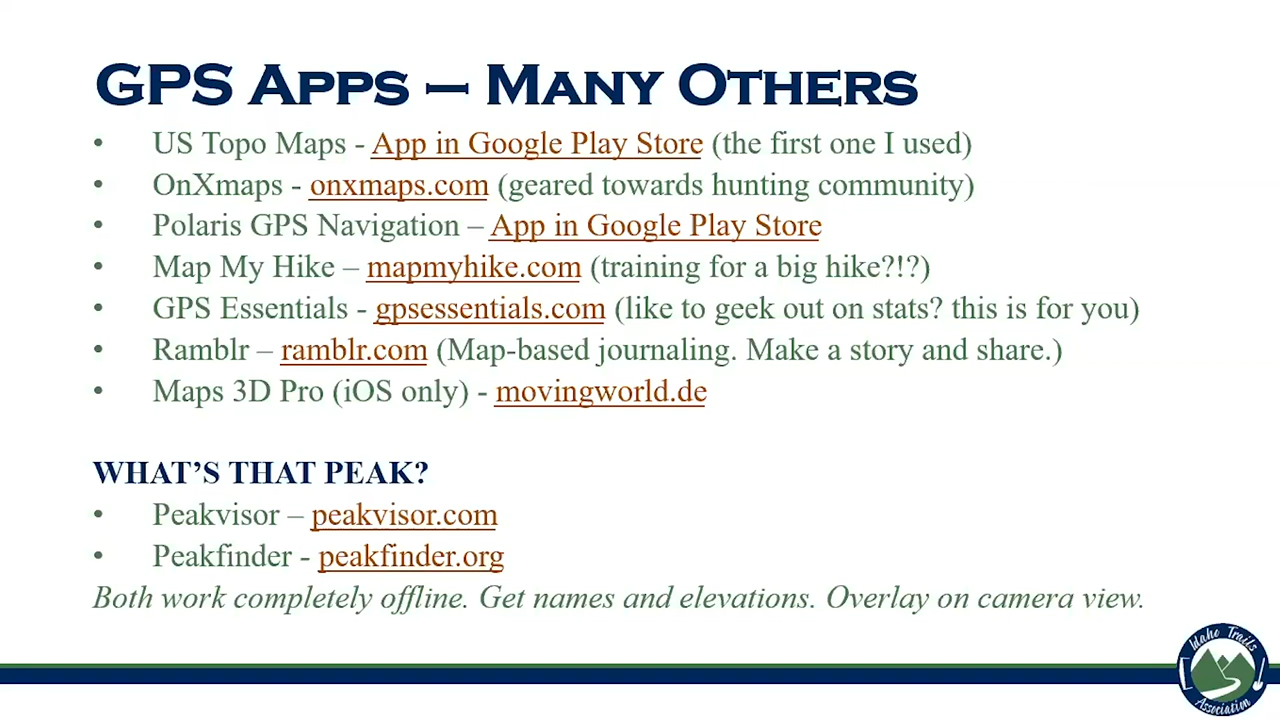 GPS Apps – Many Others
• US Topo Maps - App in Google Play Store (the first one I used)
• OnXmaps - onxmaps.com (geared towards hunting community)
• Polaris GPS Navigation – App in Google Play Store
• Map My Hike – mapmyhike.com (training for a big hike?!?)
• GPS Essentials - gpsessentials.com (like to geek out on stats? this is for you)
• Ramblr – ramblr.com (Map-based journaling. Make a story and share.)
• Maps 3D Pro (iOS only) - movingworld.de
WHAT’S THAT PEAK?
• Peakvisor – peakvisor.com
• Peakfinder - peakfinder.org
Both work completely offline. Get names and elevations. Overlay on camera view.
Idaho Trails
Association